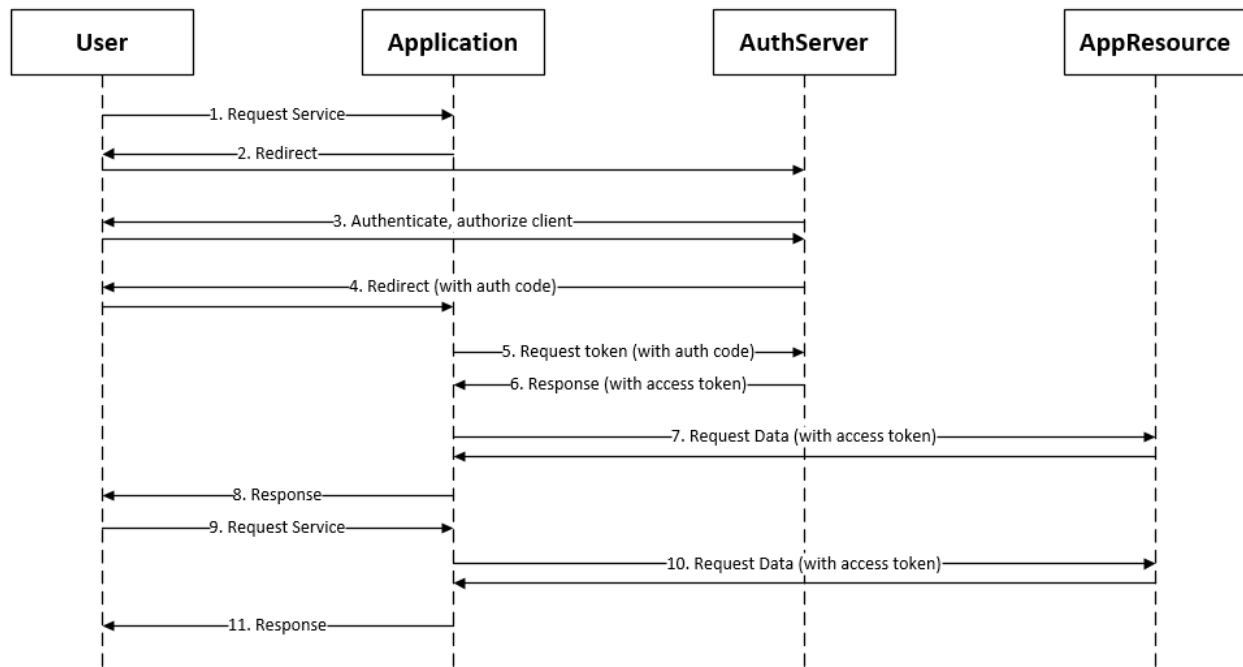 User
Application
AuthServer
AppResource
1. Request Service
2. Redirect
3. Authenticate, authorize client
4. Redirect (with auth code)
5. Request token (with auth code)
6. Response (with access token)
7. Request Data (with access token)
8. Response
9. Request Service
10. Request Data (with access token)
11. Response